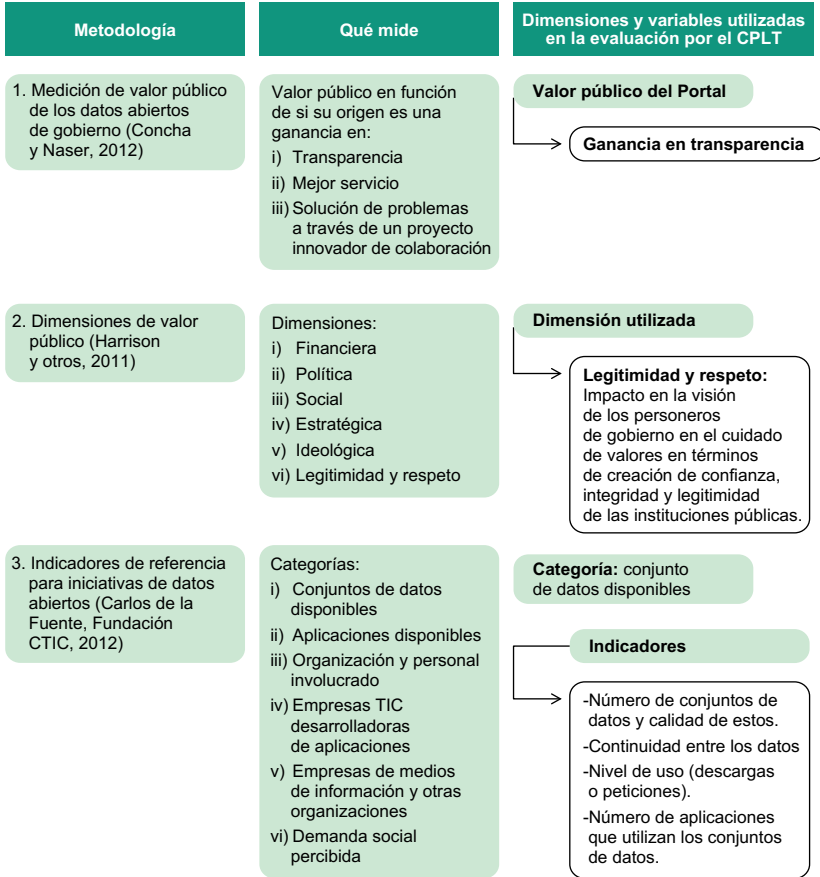 Metodología
Qué mide
Dimensiones y variables utilizadas
en la evaluación por el CPLT
1. Medición de valor público
de los datos abiertos
de gobierno (Concha
y Naser, 2012)
Valor público en función
de si su origen es una
ganancia en:
i) Transparencia
ii) Mejor servicio
iii) Solución de problemas
a través de un proyecto
innovador de colaboración
Valor público del Portal
Ganancia en transparencia
2. Dimensiones de valor
público (Harrison
y otros, 2011)
Dimensiones:
i) Financiera
ii) Política
iii) Social
iv) Estratégica
v) Ideológica
vi) Legitimidad y respeto
Dimensión utilizada
Legitimidad y respeto:
Impacto en la visión
de los personeros
de gobierno en el cuidado
de valores en términos
de creación de confianza,
integridad y legitimidad
de las instituciones públicas.
3. Indicadores de referencia
para iniciativas de datos
abiertos (Carlos de la
Fuente, Fundación
CTIC, 2012)
Categorías:
i) Conjuntos de datos
disponibles
ii) Aplicaciones disponibles
iii) Organización y personal
involucrado
iv) Empresas TIC
desarrolladoras
de aplicaciones
v) Empresas de medios
de información y otras
organizaciones
vi) Demanda social
percibida
Categoría: conjunto
de datos disponibles
Indicadores
-Número de conjuntos de
datos y calidad de estos.
-Continuidad entre los datos
-Nivel de uso (descargas
o peticiones).
-Número de aplicaciones
que utilizan los conjuntos
de datos.